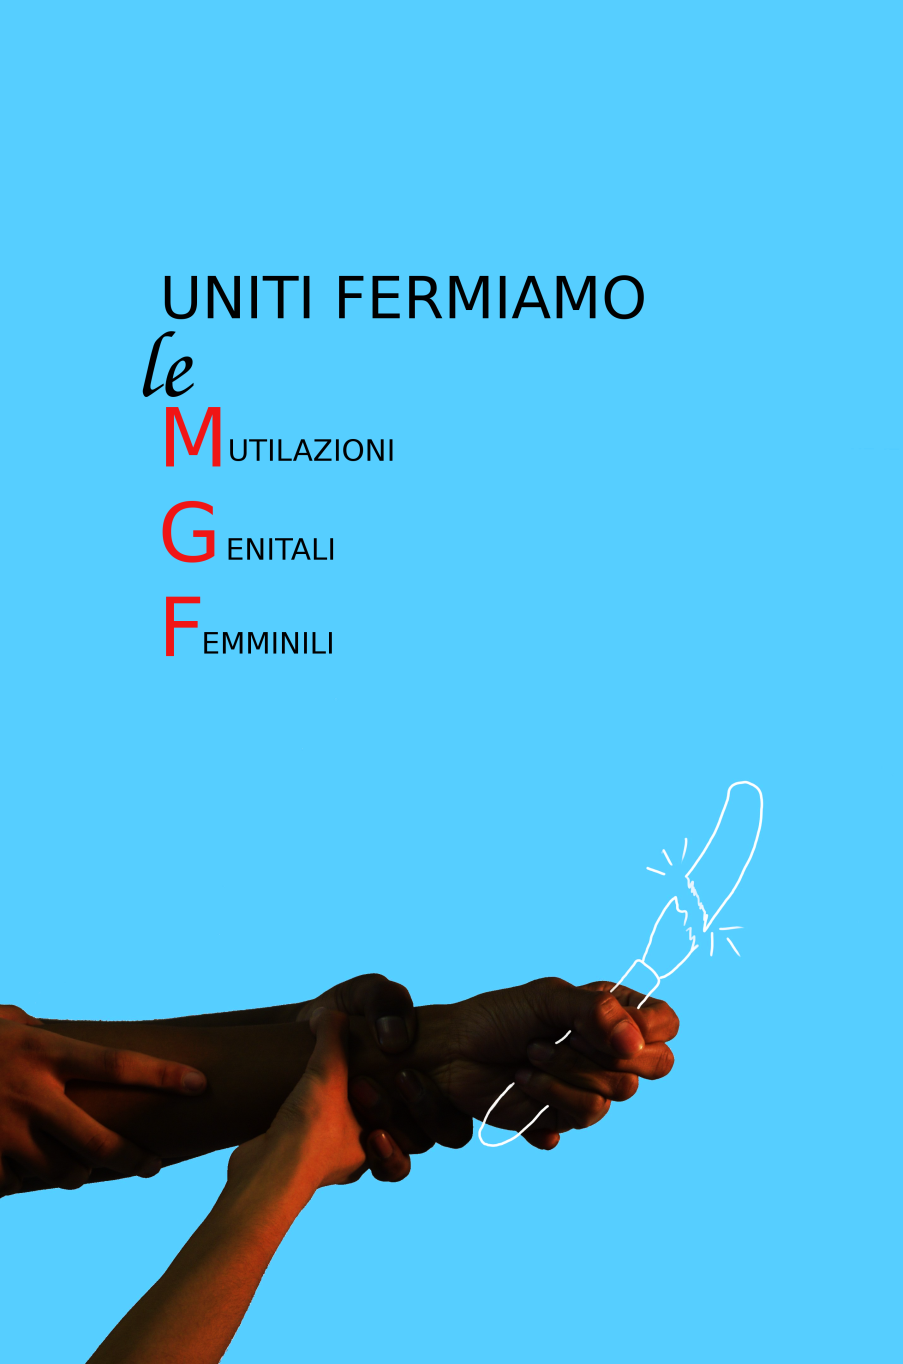 UNITI FERMIAMO
le
MUTILAZIONI
GENITALI
FEMMINILI